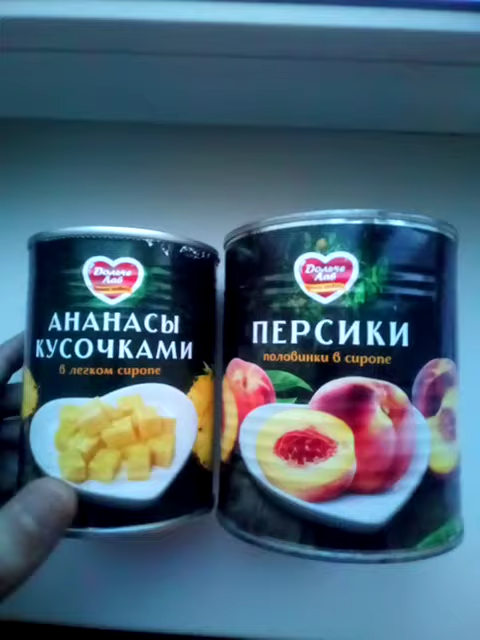 Дольче
Лав
АНАНАСЫ
КУСОЧКАМИ
в легком сиропе
Дольче
Лав
ПЕРСИКИ
половинки в сиропе